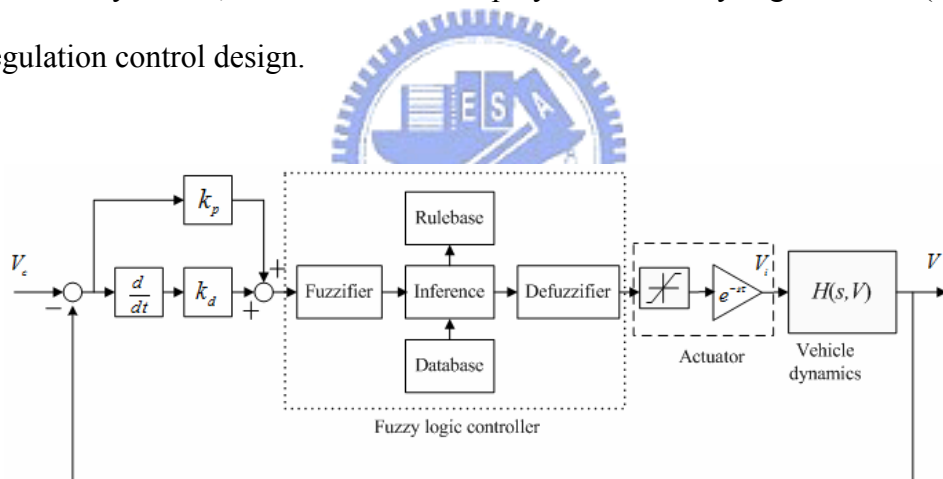 egulation control design.
E S A
k_p
Rulebase
V_c
V_i
V
+
d/dt
k_d
Fuzzifier
Inference
Defuzzifier
e^{-sτ}
H(s,V)
−
+
Database
Actuator
Vehicle
dynamics
Fuzzy logic controller